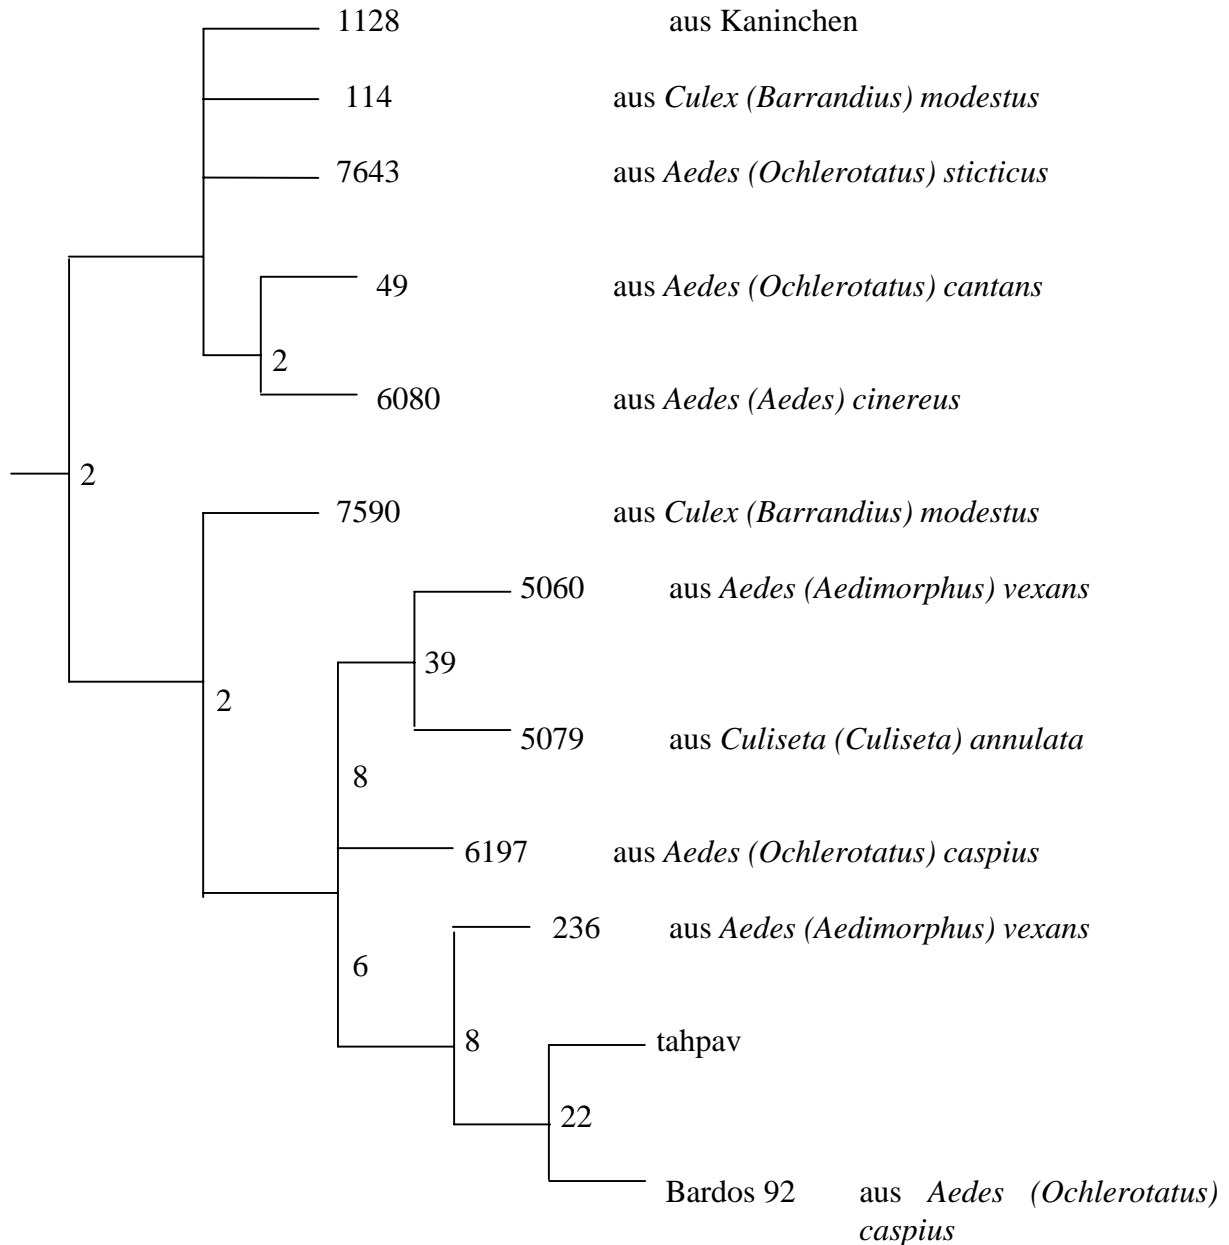 1128 aus Kaninchen
114 aus Culex (Barrandius) modestus
7643 aus Aedes (Ochlerotatus) sticticus
49 aus Aedes (Ochlerotatus) cantans
2
6080 aus Aedes (Aedes) cinereus
2
7590 aus Culex (Barrandius) modestus
5060 aus Aedes (Aedimorphus) vexans
39
2
5079 aus Culiseta (Culiseta) annulata
8
6197 aus Aedes (Ochlerotatus) caspius
236 aus Aedes (Aedimorphus) vexans
6
8
tahpav
22
Bardos 92 aus Aedes (Ochlerotatus)
caspius